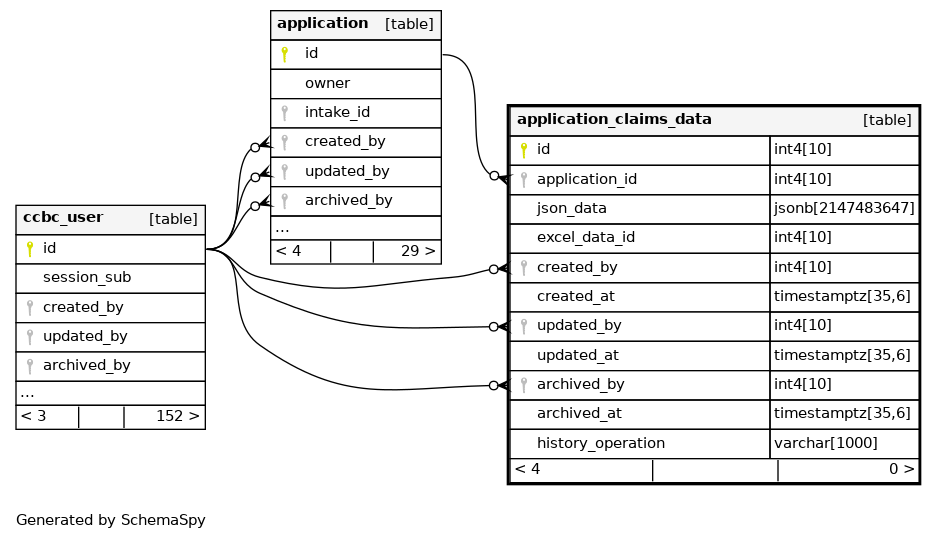 application [table]
id
owner
intake_id
created_by
updated_by
archived_by
...
< 4 29 >
ccbc_user [table]
id
session_sub
created_by
updated_by
archived_by
...
< 3 152 >
application_claims_data [table]
id int4[10]
application_id int4[10]
json_data jsonb[2147483647]
excel_data_id int4[10]
created_by int4[10]
created_at timestamptz[35,6]
updated_by int4[10]
updated_at timestamptz[35,6]
archived_by int4[10]
archived_at timestamptz[35,6]
history_operation varchar[1000]
< 4 0 >
Generated by SchemaSpy